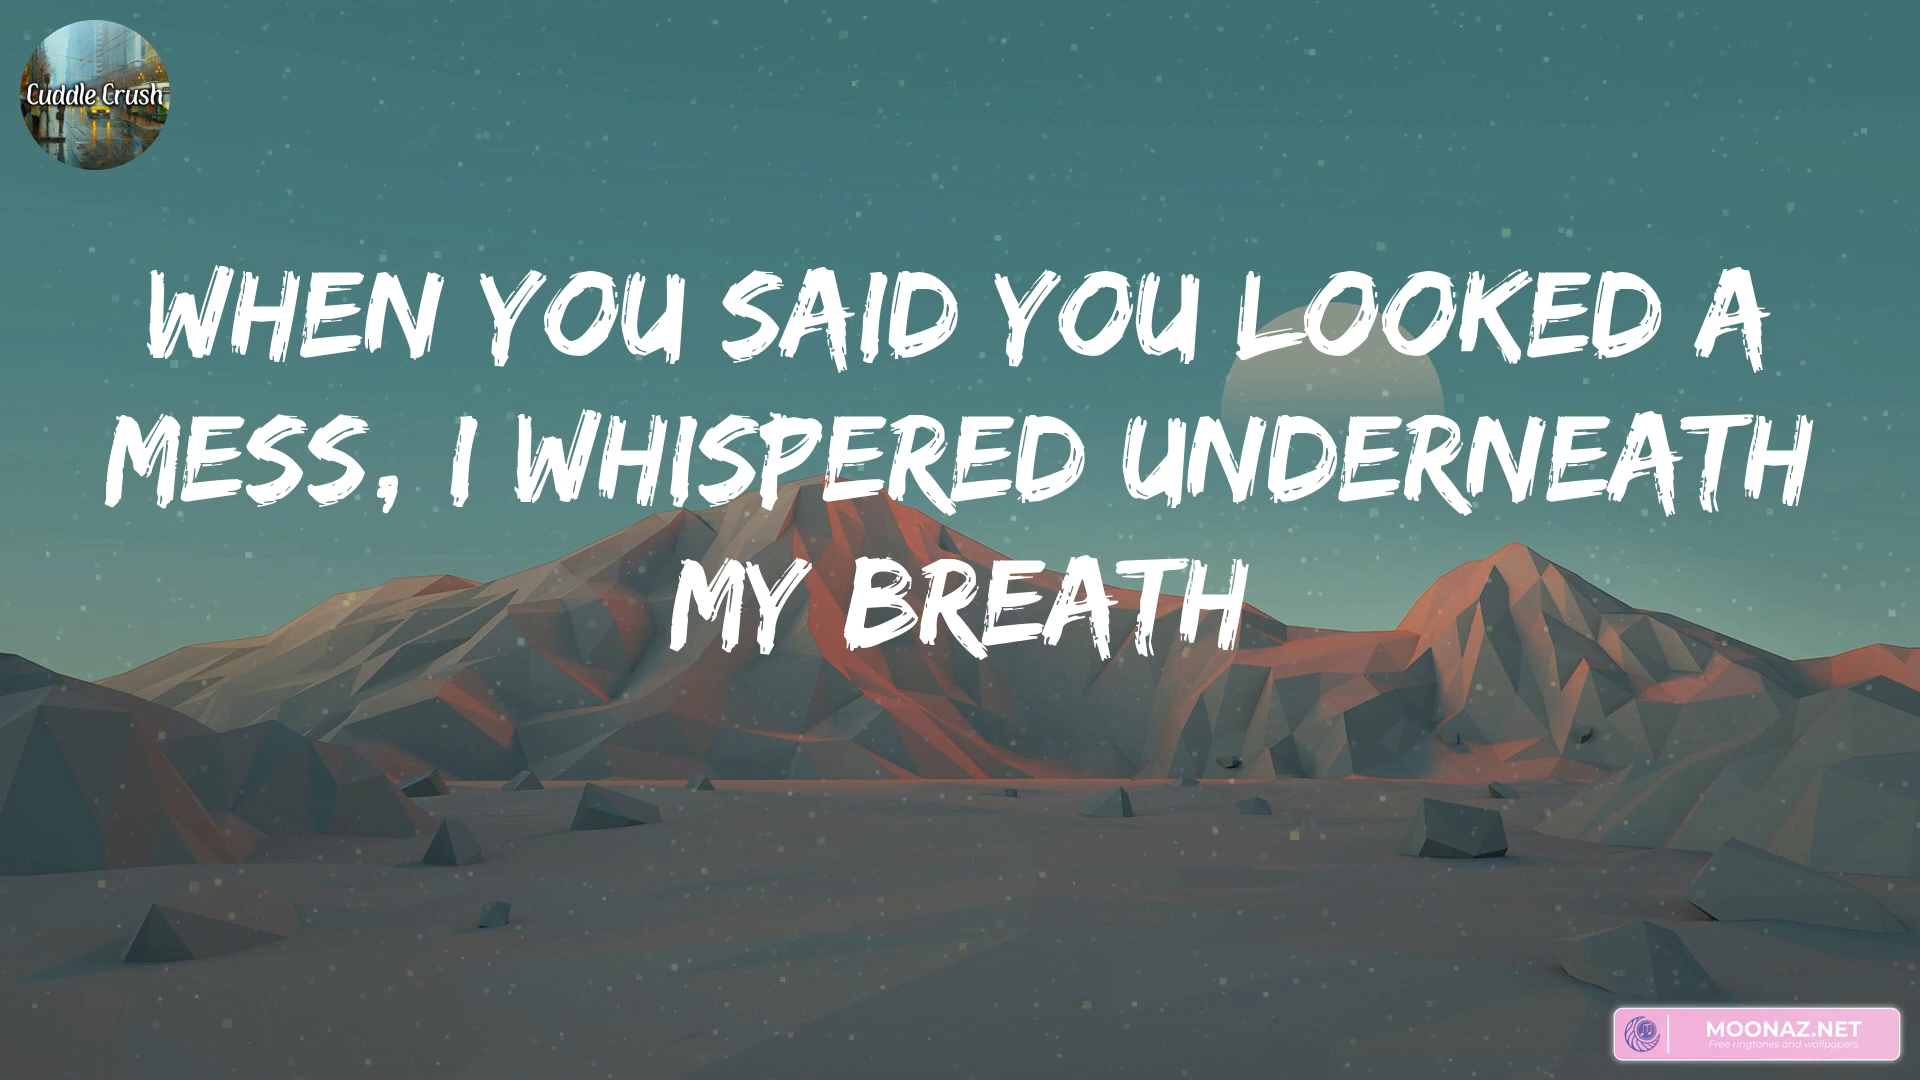 Cuddle Crush
WHEN YOU SAID YOU LOOKED A
MESS, I WHISPERED UNDERNEATH
MY BREATH
MOONAZ.NET
Free ringtones and wallpapers